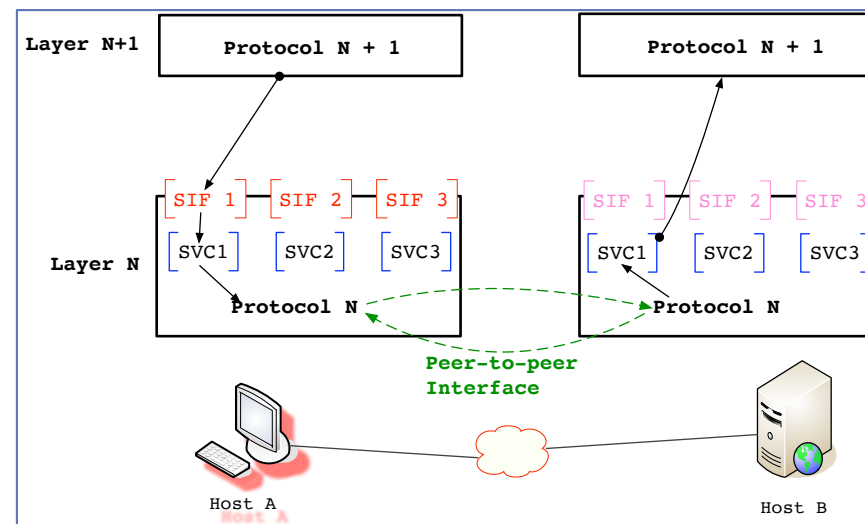 Layer N+1
Protocol N + 1
Protocol N + 1
SIF 1
SIF 2
SIF 3
SIF 1
SIF 2
SIF 3
Layer N
SVC1
SVC2
SVC3
SVC1
SVC2
SVC3
Protocol N
Protocol N
Peer-to-peer
Interface
Host A
Host A
Host B